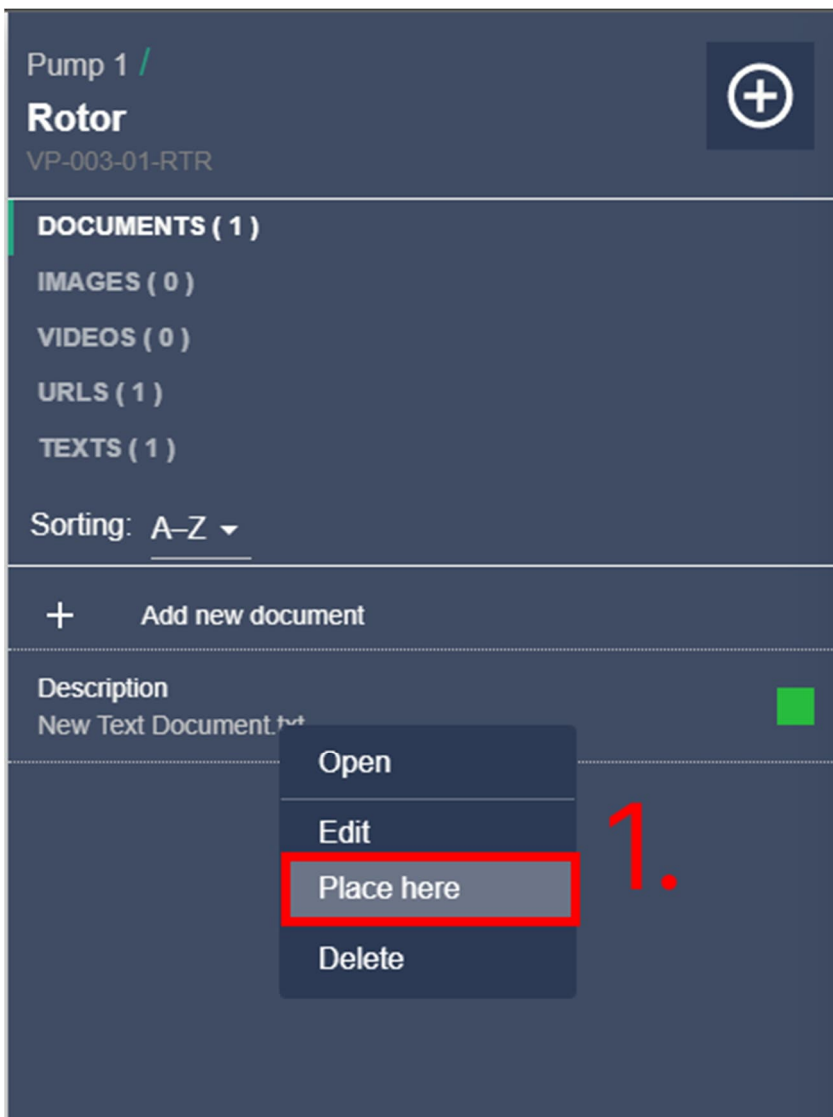 Pump 1 /
Rotor
VP-003-01-RTR
DOCUMENTS ( 1 )
IMAGES ( 0 )
VIDEOS ( 0 )
URLS ( 1 )
TEXTS ( 1 )
Sorting: A–Z
+ Add new document
Description
New Text Document.txt
Open
Edit
Place here
1.
Delete